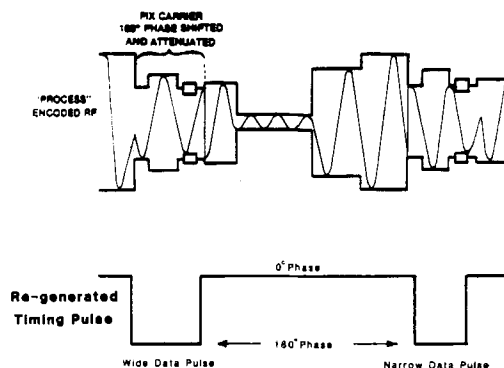 PIX CARRIER
180° PHASE SHIFTED
AND ATTENUATED
"PROCESS"
ENCODED RF
0° Phase
Re-generated
Timing Pulse
180° Phase
Wide Data Pulse
Narrow Data Pulse